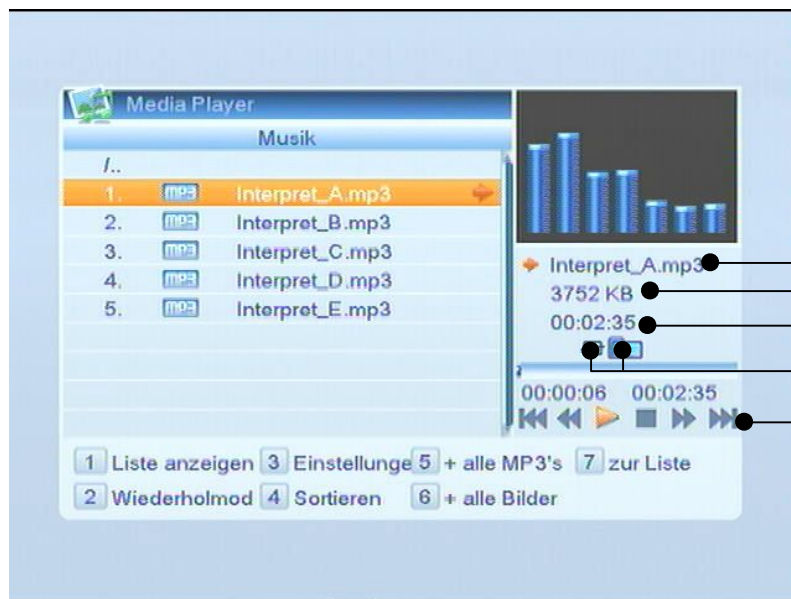 Media Player
Musik
/..
1. mp3 Interpret_A.mp3
2. mp3 Interpret_B.mp3
3. mp3 Interpret_C.mp3
4. mp3 Interpret_D.mp3
5. mp3 Interpret_E.mp3
Interpret_A.mp3
3752 KB
00:02:35
00:00:06 00:02:35
1 Liste anzeigen 3 Einstellunge 5 + alle MP3's 7 zur Liste
2 Wiederholmod 4 Sortieren 6 + alle Bilder